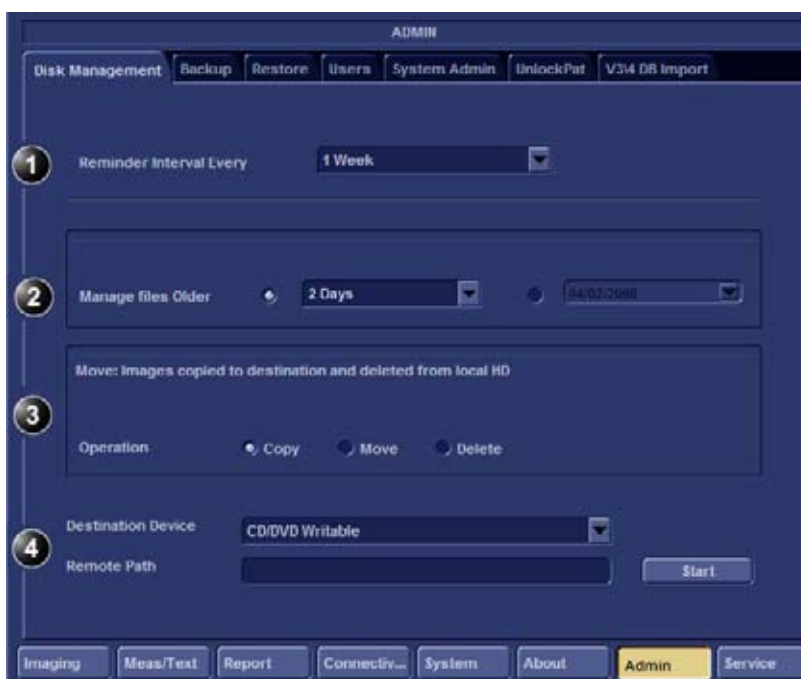 ADMIN
Disk Management Backup Restore Users System Admin UnlockPat V3\4 DB Import
1 Reminder Interval Every 1 Week
2 Manage files Older 2 Days
Move: Images copied to destination and deleted from local HD
3
Operation Copy Move Delete
4 Destination Device CD/DVD Writable
Remote Path Start
Imaging Meas/Text Report Connectiv... System About Admin Service